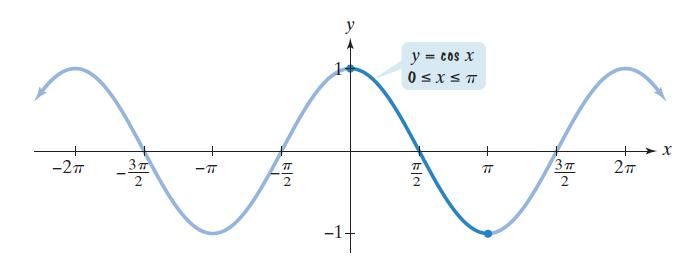 y
1
y = cos x
0 ≤ x ≤ π
x
-2π
-3π/2
-π
-π/2
π/2
π
3π/2
2π
-1